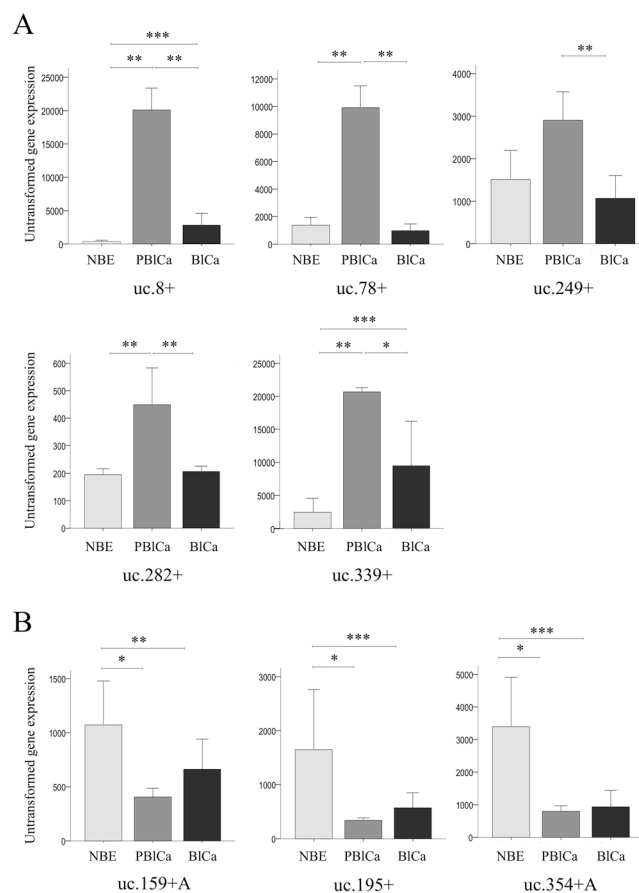 A
Untransformed gene expression
25000
20000
15000
10000
5000
0
***
** **
NBE PBlCa BlCa
uc.8+
12000
10000
8000
6000
4000
2000
0
** **
NBE PBlCa BlCa
uc.78+
4000
3000
2000
1000
0
**
NBE PBlCa BlCa
uc.249+
Untransformed gene expression
600
500
400
300
200
100
0
** **
NBE PBlCa BlCa
uc.282+
25000
20000
15000
10000
5000
0
***
** *
NBE PBlCa BlCa
uc.339+
B
Untransformed gene expression
1500
1000
500
0
**
*
NBE PBlCa BlCa
uc.159+A
3000
2000
1000
0
***
*
NBE PBlCa BlCa
uc.195+
5000
4000
3000
2000
1000
0
***
*
NBE PBlCa BlCa
uc.354+A